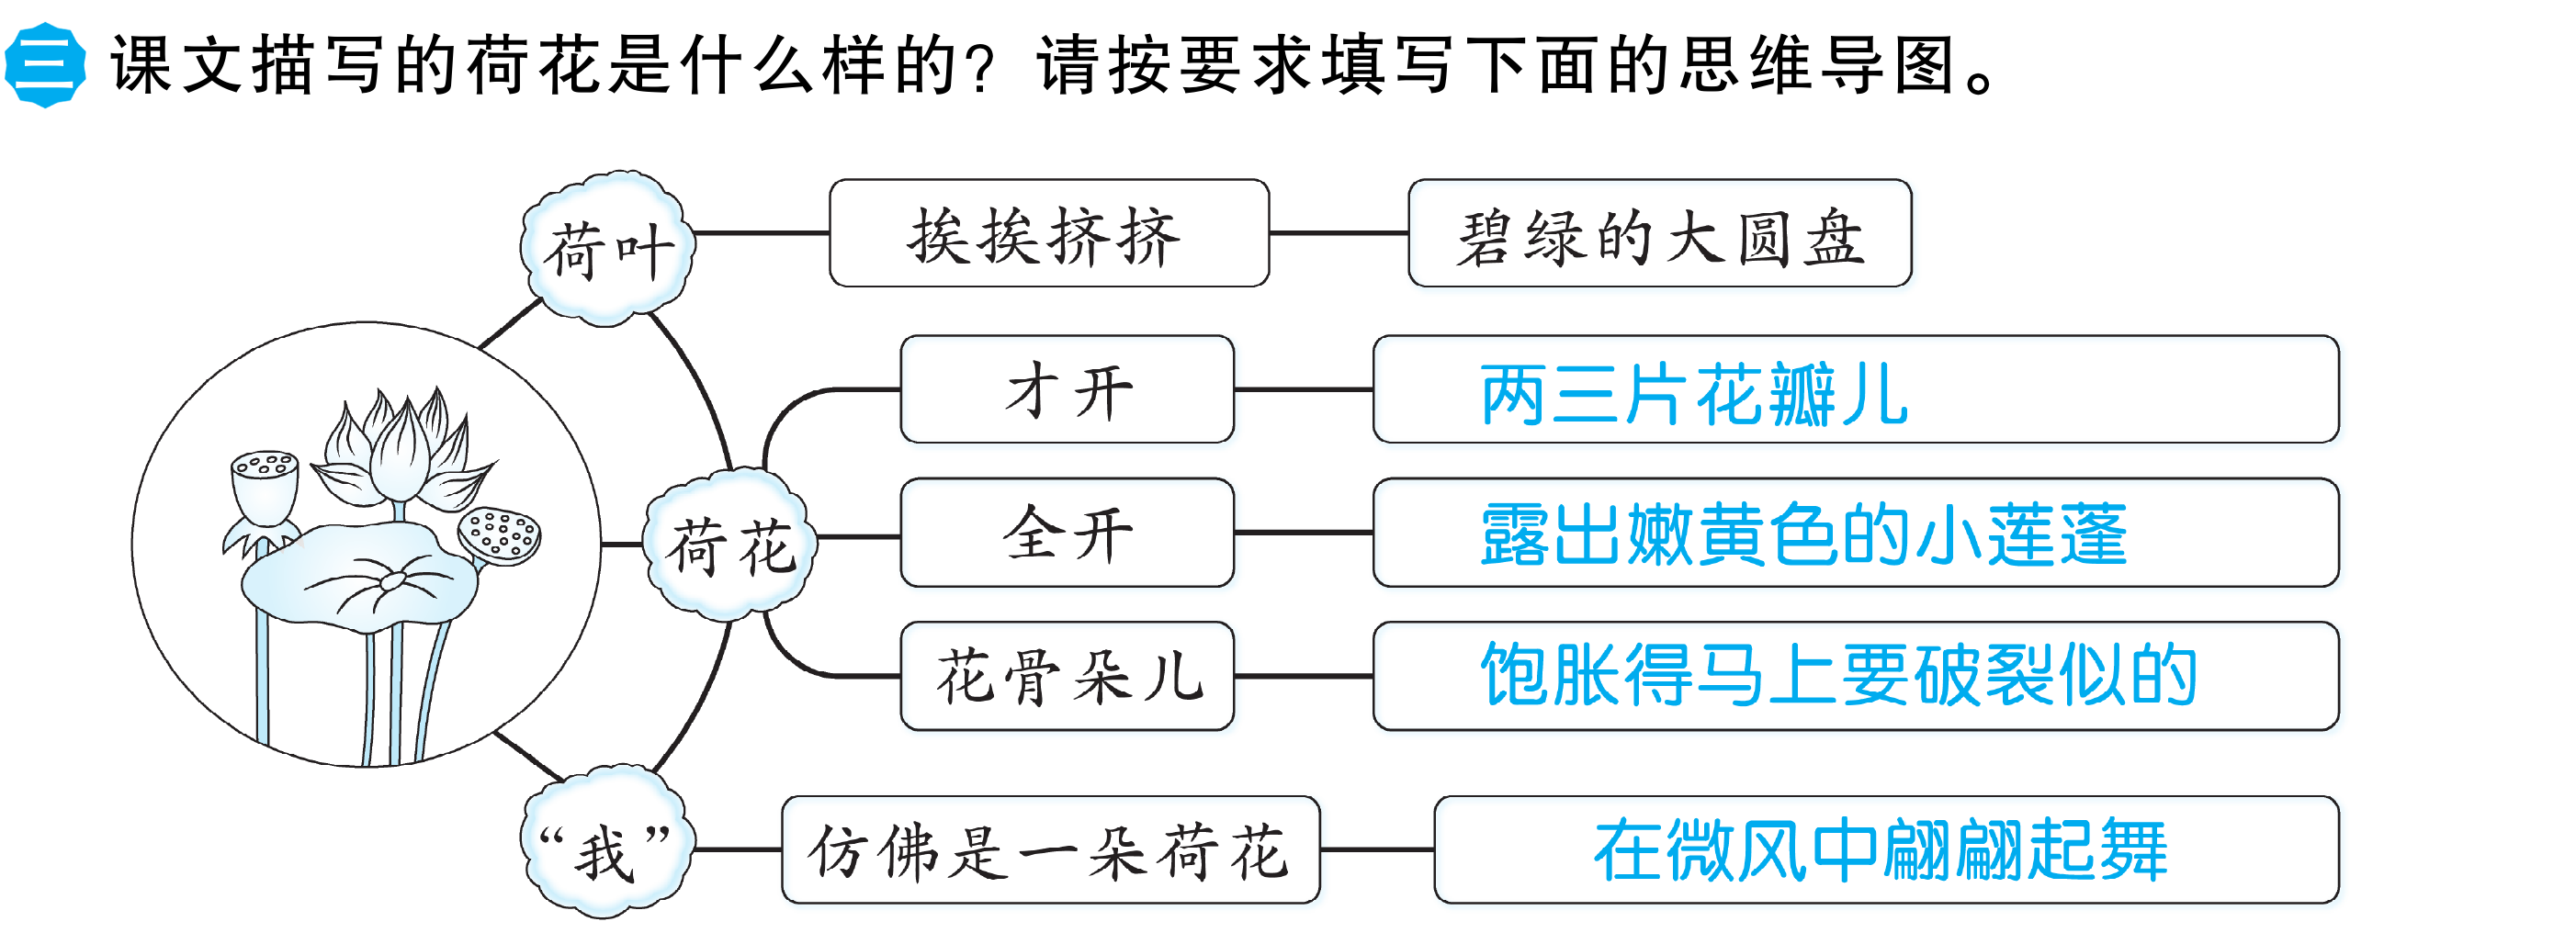 三 课文描写的荷花是什么样的？请按要求填写下面的思维导图。
荷叶 挨挨挤挤 碧绿的大圆盘
才开 两三片花瓣儿
荷花 全开 露出嫩黄色的小莲蓬
花骨朵儿 饱胀得马上要破裂似的
“我” 仿佛是一朵荷花 在微风中翩翩起舞